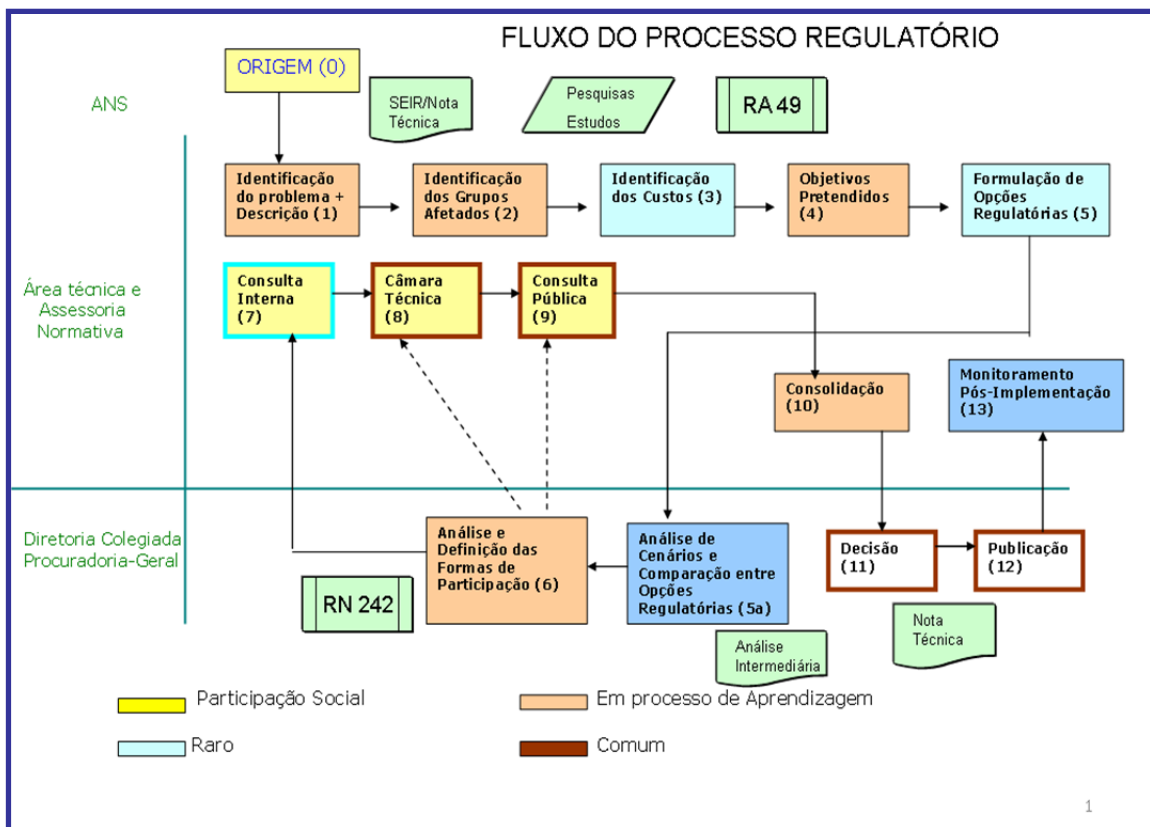 FLUXO DO PROCESSO REGULATÓRIO
ORIGEM (0)
ANS
SEIR/Nota
Técnica
Pesquisas
Estudos
RA 49
Identificação
do problema +
Descrição (1)
Identificação
dos Grupos
Afetados (2)
Identificação
dos Custos (3)
Objetivos
Pretendidos
(4)
Formulação de
Opções
Regulatórias (5)
Área técnica e
Assessoria
Normativa
Consulta
Interna
(7)
Câmara
Técnica
(8)
Consulta
Pública
(9)
Consolidação
(10)
Monitoramento
Pós-Implementação
(13)
Diretoria Colegiada
Procuradoria-Geral
Análise e
Definição das
Formas de
Participação (6)
Análise de
Cenários e
Comparação entre
Opções
Regulatórias (5a)
Decisão
(11)
Publicação
(12)
RN 242
Análise
Intermediária
Nota
Técnica
Participação Social
Em processo de Aprendizagem
Raro
Comum
1